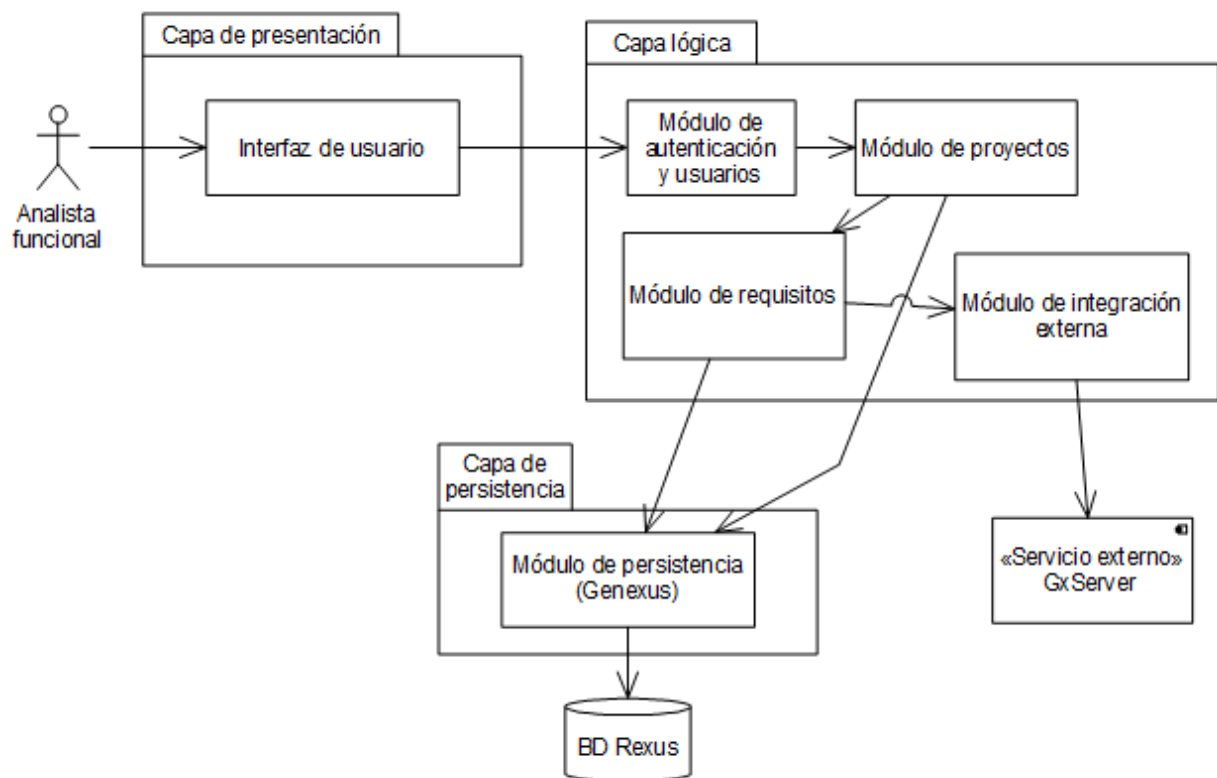 Capa de presentación
Capa lógica
Interfaz de usuario
Módulo de
autenticación
y usuarios
Módulo de proyectos
Analista
funcional
Módulo de requisitos
Módulo de integración
externa
Capa de
persistencia
Módulo de persistencia
(Genexus)
«Servicio externo»
GxServer
BD Rexus